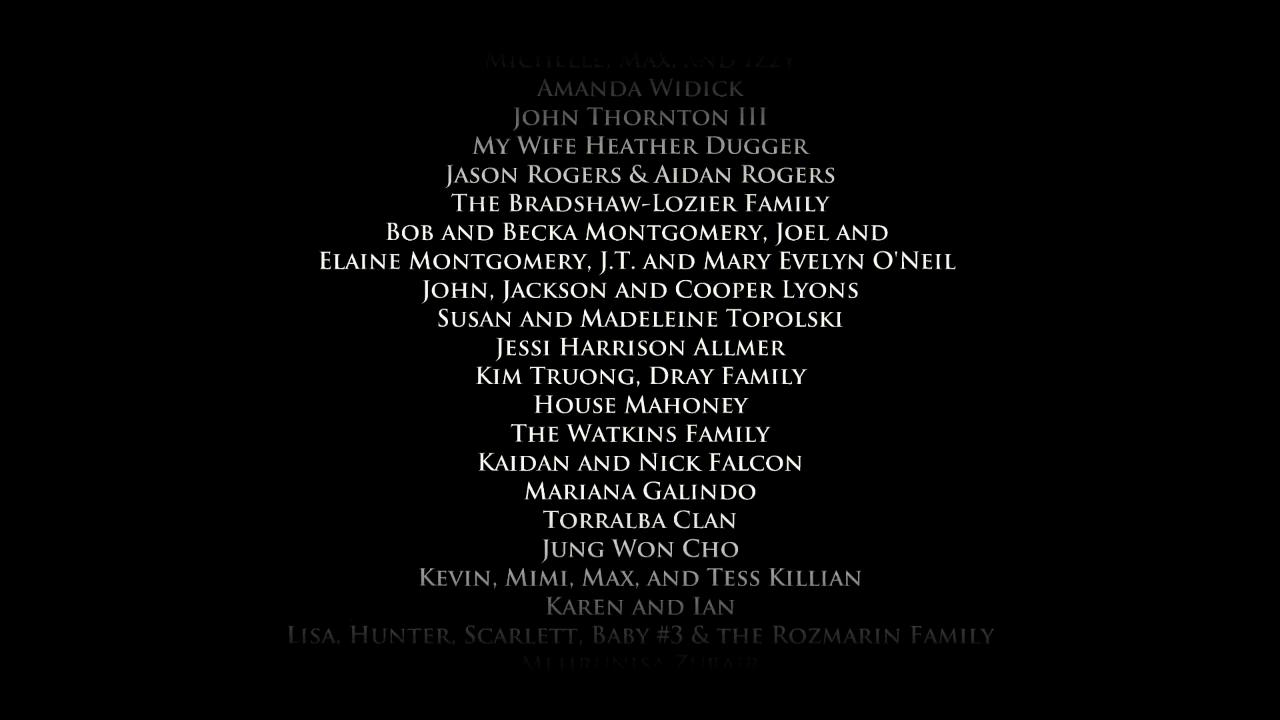 Michelle, Max, and Izzy
Amanda Widick
John Thornton III
My Wife Heather Dugger
Jason Rogers & Aidan Rogers
The Bradshaw-Lozier Family
Bob and Becka Montgomery, Joel and
Elaine Montgomery, J.T. and Mary Evelyn O'Neil
John, Jackson and Cooper Lyons
Susan and Madeleine Topolski
Jessi Harrison Allmer
Kim Truong, Dray Family
House Mahoney
The Watkins Family
Kaidan and Nick Falcon
Mariana Galindo
Torralba Clan
Jung Won Cho
Kevin, Mimi, Max, and Tess Killian
Karen and Ian
Lisa, Hunter, Scarlett, Baby #3 & the Rozmarin Family